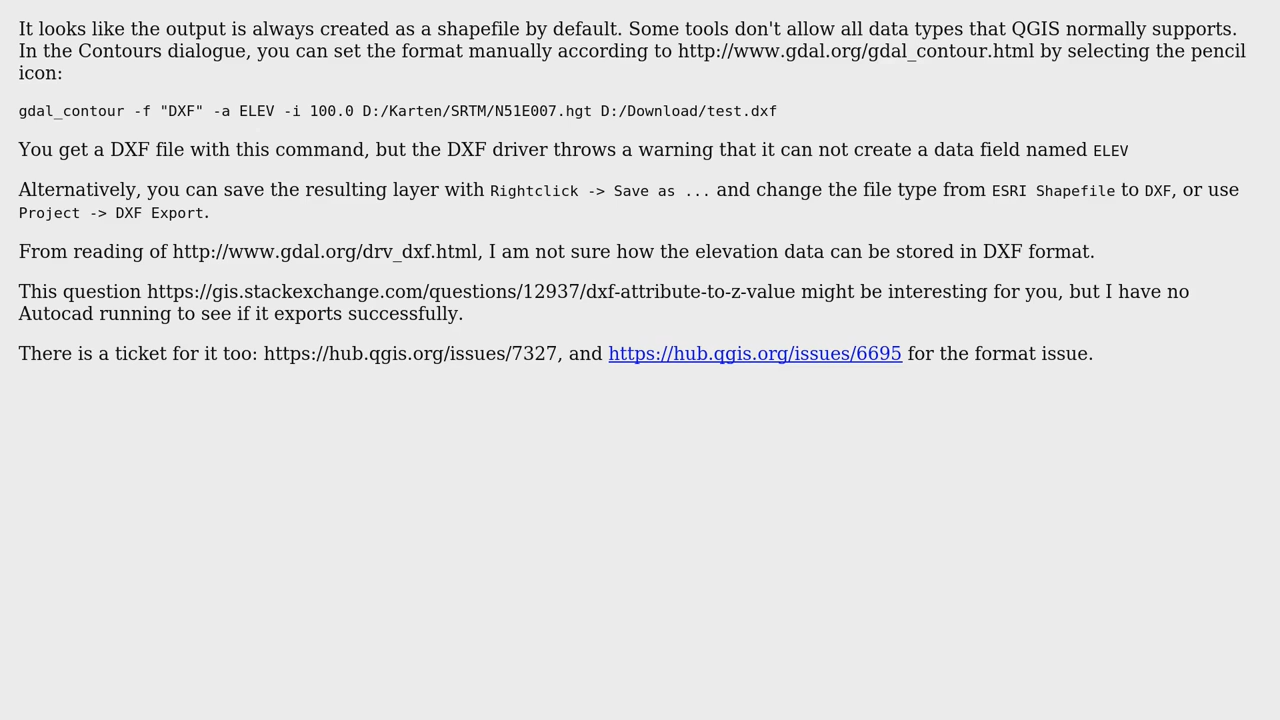 It looks like the output is always created as a shapefile by default. Some tools don't allow all data types that QGIS normally supports.
In the Contours dialogue, you can set the format manually according to http://www.gdal.org/gdal_contour.html by selecting the pencil
icon:
gdal_contour -f "DXF" -a ELEV -i 100.0 D:/Karten/SRTM/N51E007.hgt D:/Download/test.dxf
You get a DXF file with this command, but the DXF driver throws a warning that it can not create a data field named ELEV
Alternatively, you can save the resulting layer with Rightclick -> Save as ... and change the file type from ESRI Shapefile to DXF, or use
Project -> DXF Export.
From reading of http://www.gdal.org/drv_dxf.html, I am not sure how the elevation data can be stored in DXF format.
This question https://gis.stackexchange.com/questions/12937/dxf-attribute-to-z-value might be interesting for you, but I have no
Autocad running to see if it exports successfully.
There is a ticket for it too: https://hub.qgis.org/issues/7327, and https://hub.qgis.org/issues/6695 for the format issue.